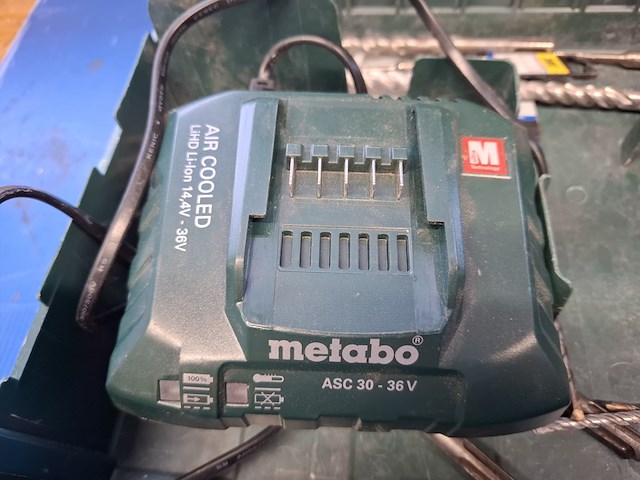 AIR COOLED
LiHD Li-Ion 14,4V - 36V
M
metabo®
ASC 30 - 36 V
100%